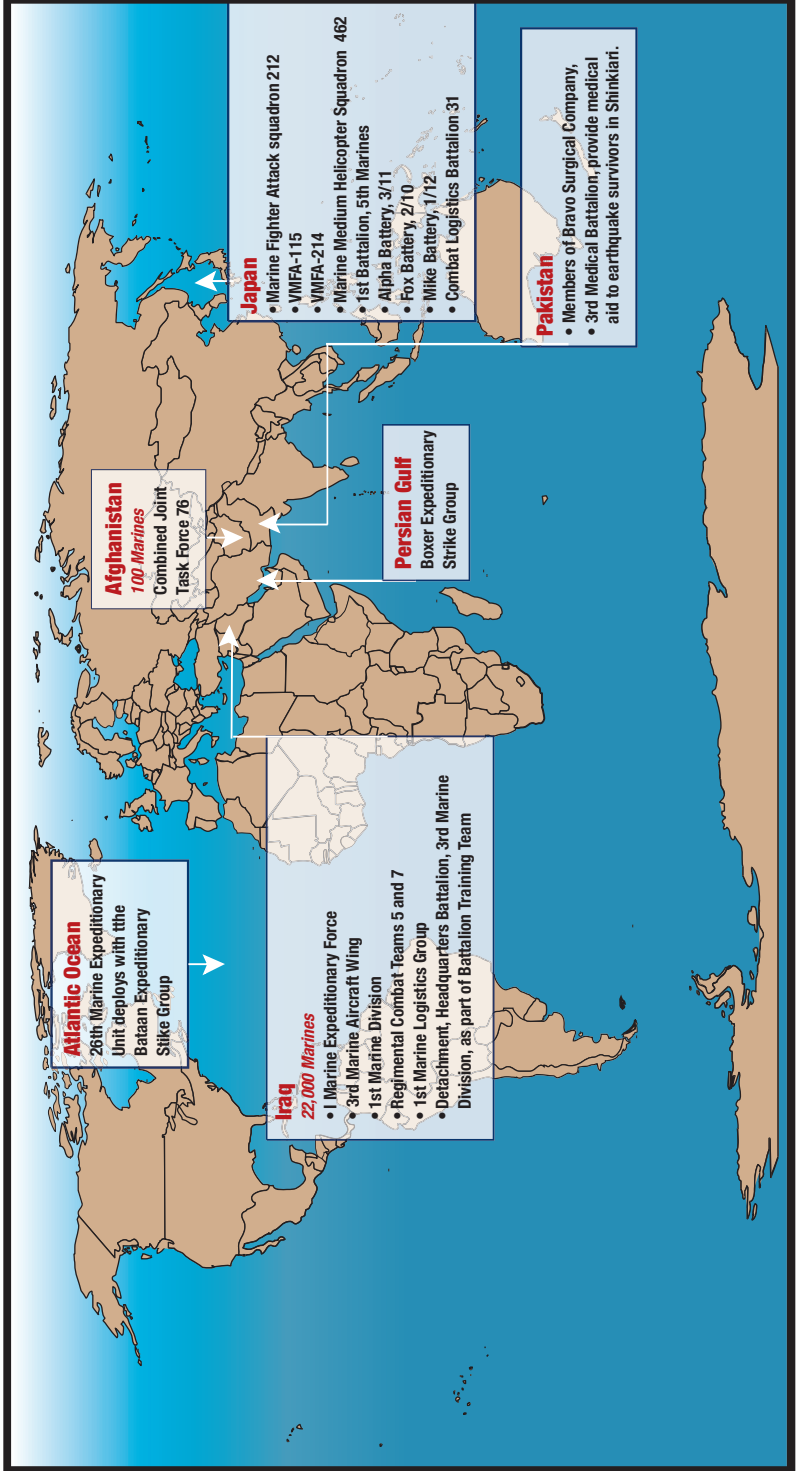 Atlantic Ocean
26th Marine Expeditionary
Unit deploys with tthe
Bataan Expeditionary
Stike Group
Iraq
22,000 Marines
• I Marine Expeditionary Force
• 3rd Marine Aircraft Wing
• 1st Marine Division
• Regimental Combat Teams 5 and 7
• 1st Marine Logistics Group
• Detachment, Headquarters Battalion, 3rd Marine
Division, as part of Battalion Training Team
Afghanistan
100 Marines
Combined Joint
Task Force 76
Persian Gulf
Boxer Expeditionary
Strike Group
Japan
• Marine Fighter Attack squadron 212
• VMFA-115
• VMFA-214
• Marine Medium Helicopter Squadron 462
• 1st Battalion, 5th Marines
• Alpha Battery, 3/11
• Fox Battery, 2/10
• Mike Battery, 1/12
• Combat Logistics Battalion 31
Pakistan
• Members of Bravo Surgical Company,
• 3rd Medical Battalion, provide medical
aid to earthquake survivors in Shinkiari.